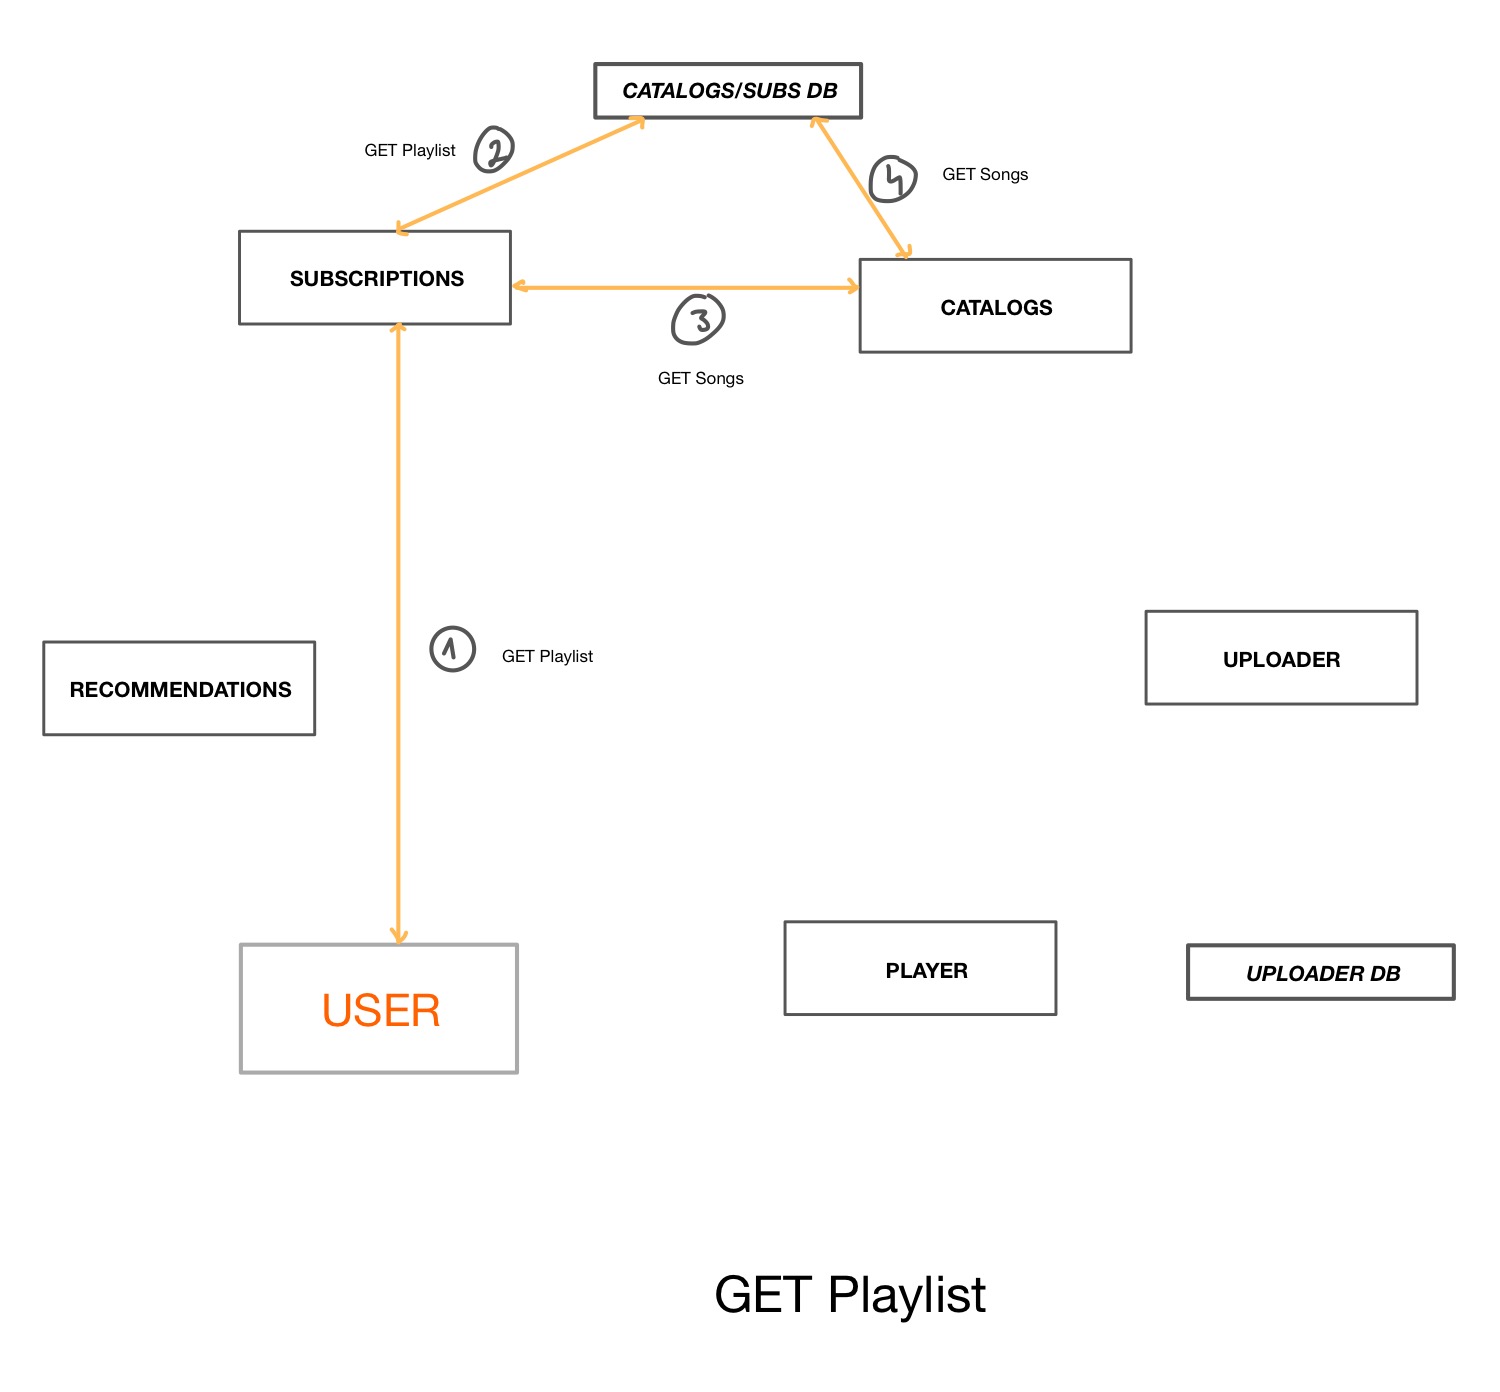 CATALOGS/SUBS DB
GET Playlist
2
4
GET Songs
SUBSCRIPTIONS
CATALOGS
3
GET Songs
1
GET Playlist
RECOMMENDATIONS
UPLOADER
USER
PLAYER
UPLOADER DB
GET Playlist